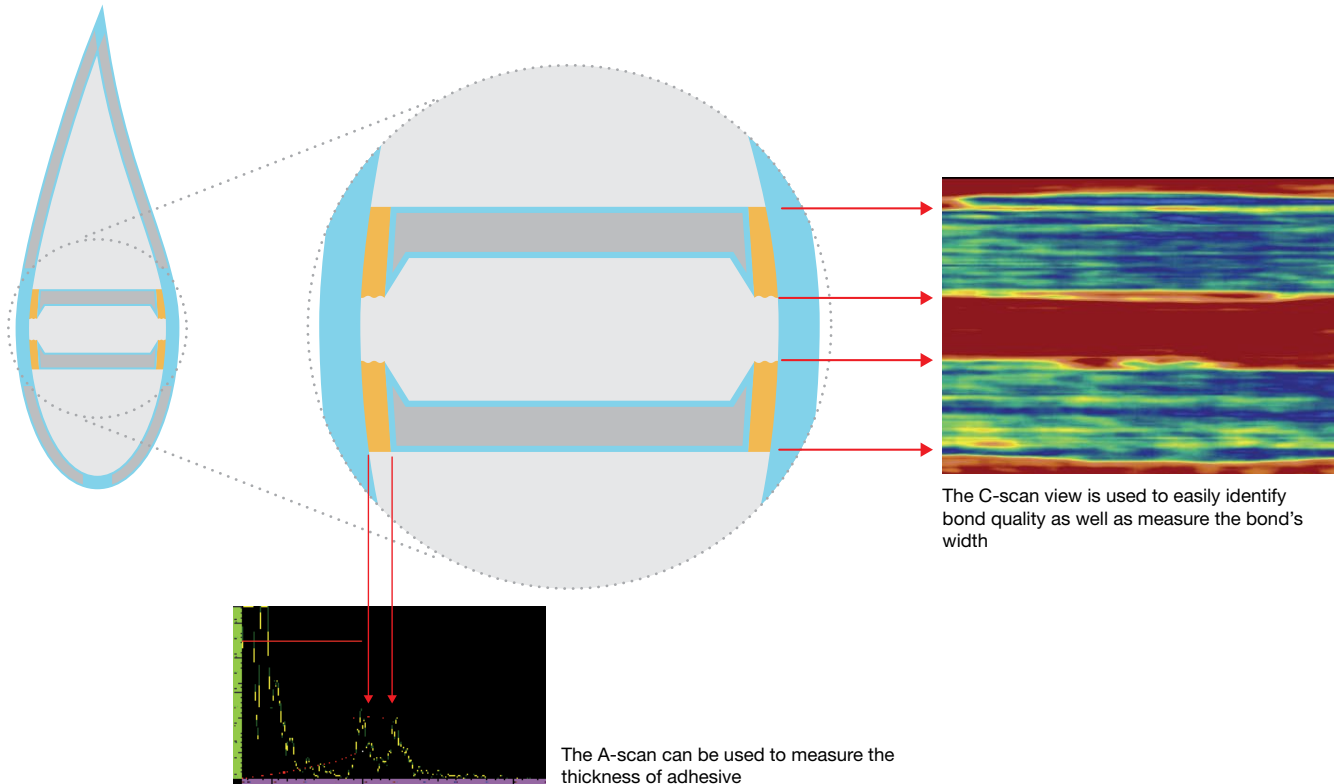 The C-scan view is used to easily identify
bond quality as well as measure the bond’s
width
The A-scan can be used to measure the
thickness of adhesive